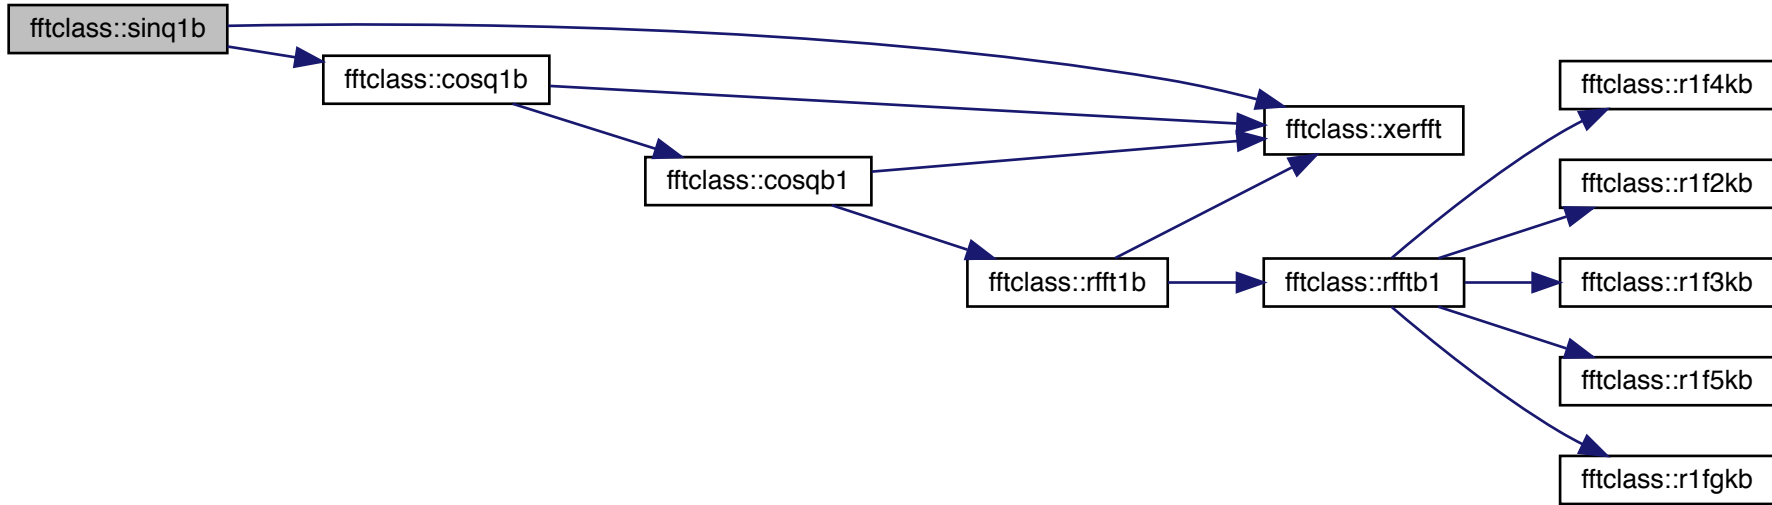 fftclass::sinq1b
fftclass::cosq1b
fftclass::cosqb1
fftclass::rfft1b
fftclass::xerfft
fftclass::rfftb1
fftclass::r1f4kb
fftclass::r1f2kb
fftclass::r1f3kb
fftclass::r1f5kb
fftclass::r1fgkb